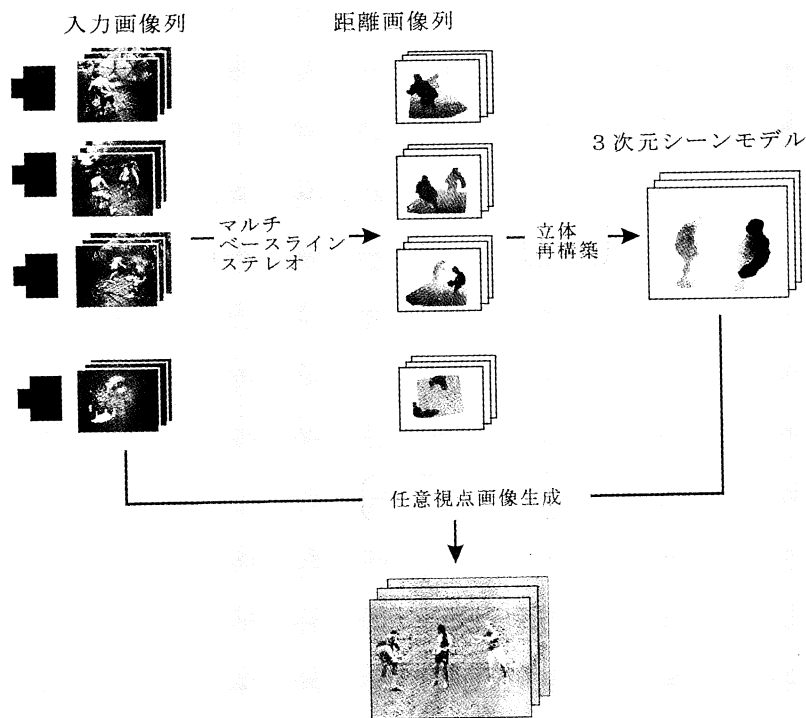 入力画像列
距離画像列
3次元シーンモデル
マルチ
ベースライン
ステレオ
立体
再構築
任意視点画像生成